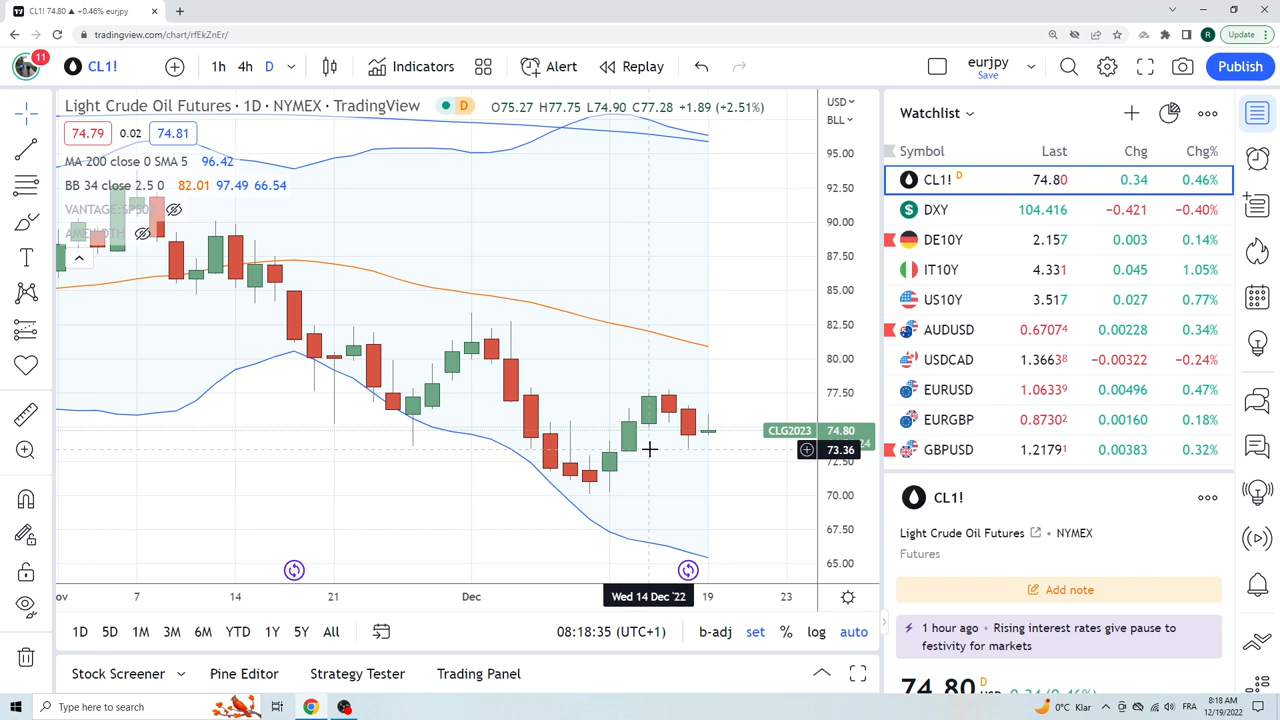 CL1! 74.80 ▲ +0.46% eurjpy
tradingview.com/chart/rfEkZnEr/
R
Update
11
CL1!
1h 4h D
Indicators
Alert
Replay
eurjpy
Save
Publish
Light Crude Oil Futures · 1D · NYMEX · TradingView
D
O75.27 H77.75 L74.90 C77.28 +1.89 (+2.51%)
74.79 0.02 74.81
MA 200 close 0 SMA 5 96.42
BB 34 close 2.5 0 82.01 97.49 66.54
USD
BLL
95.00
92.50
90.00
87.50
85.00
82.50
80.00
77.50
CLG2023 74.80
24
73.36
72.50
70.00
67.50
65.00
ov 7 14 21 Dec Wed 14 Dec '22 19 23
1D 5D 1M 3M 6M YTD 1Y 5Y All
08:18:35 (UTC+1)
b-adj set % log auto
Stock Screener Pine Editor Strategy Tester Trading Panel
Watchlist
Symbol Last Chg Chg%
CL1! D 74.80 0.34 0.46%
DXY 104.416 −0.421 −0.40%
DE10Y 2.157 0.003 0.14%
IT10Y 4.331 0.045 1.05%
US10Y 3.517 0.027 0.77%
AUDUSD 0.67074 0.00228 0.34%
USDCAD 1.36638 −0.00322 −0.24%
EURUSD 1.06339 0.00496 0.47%
EURGBP 0.87302 0.00160 0.18%
GBPUSD 1.21791 0.00383 0.32%
CL1!
Light Crude Oil Futures • NYMEX
Futures
Add note
1 hour ago • Rising interest rates give pause to
festivity for markets
74.80 D
Type here to search
0°C Klar
FRA
8:18 AM
12/19/2022